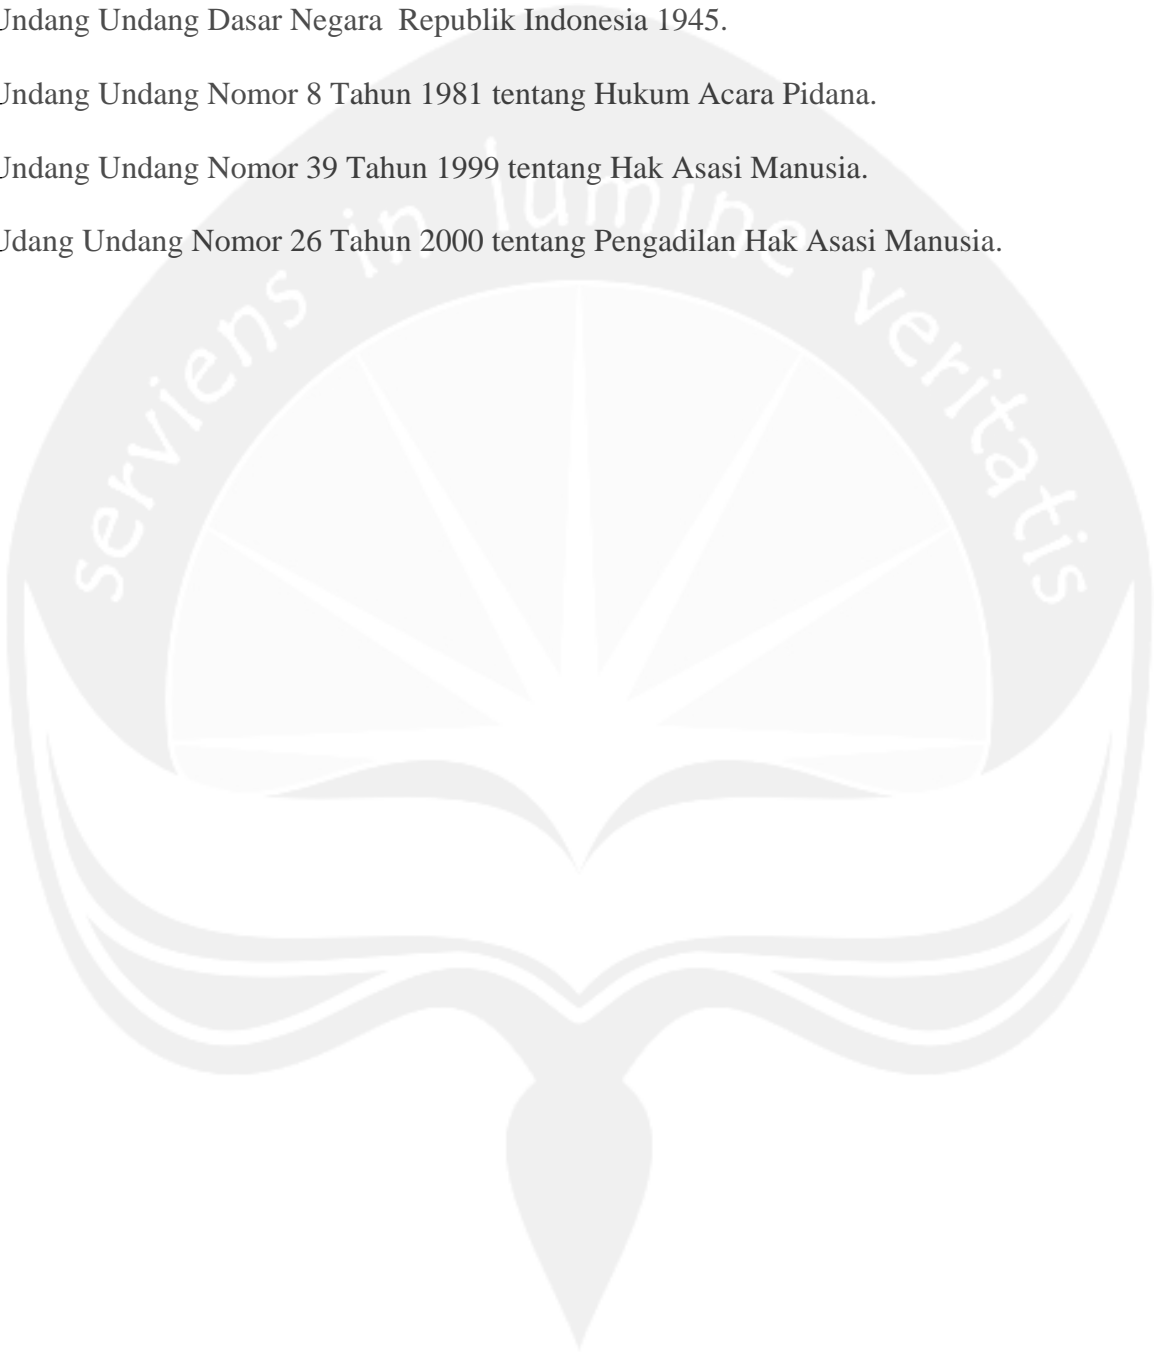 Undang Undang Dasar Negara  Republik Indonesia 1945.
Undang Undang Nomor 8 Tahun 1981 tentang Hukum Acara Pidana.
Undang Undang Nomor 39 Tahun 1999 tentang Hak Asasi Manusia.
Udang Undang Nomor 26 Tahun 2000 tentang Pengadilan Hak Asasi Manusia.
serviens in lumine veritatis